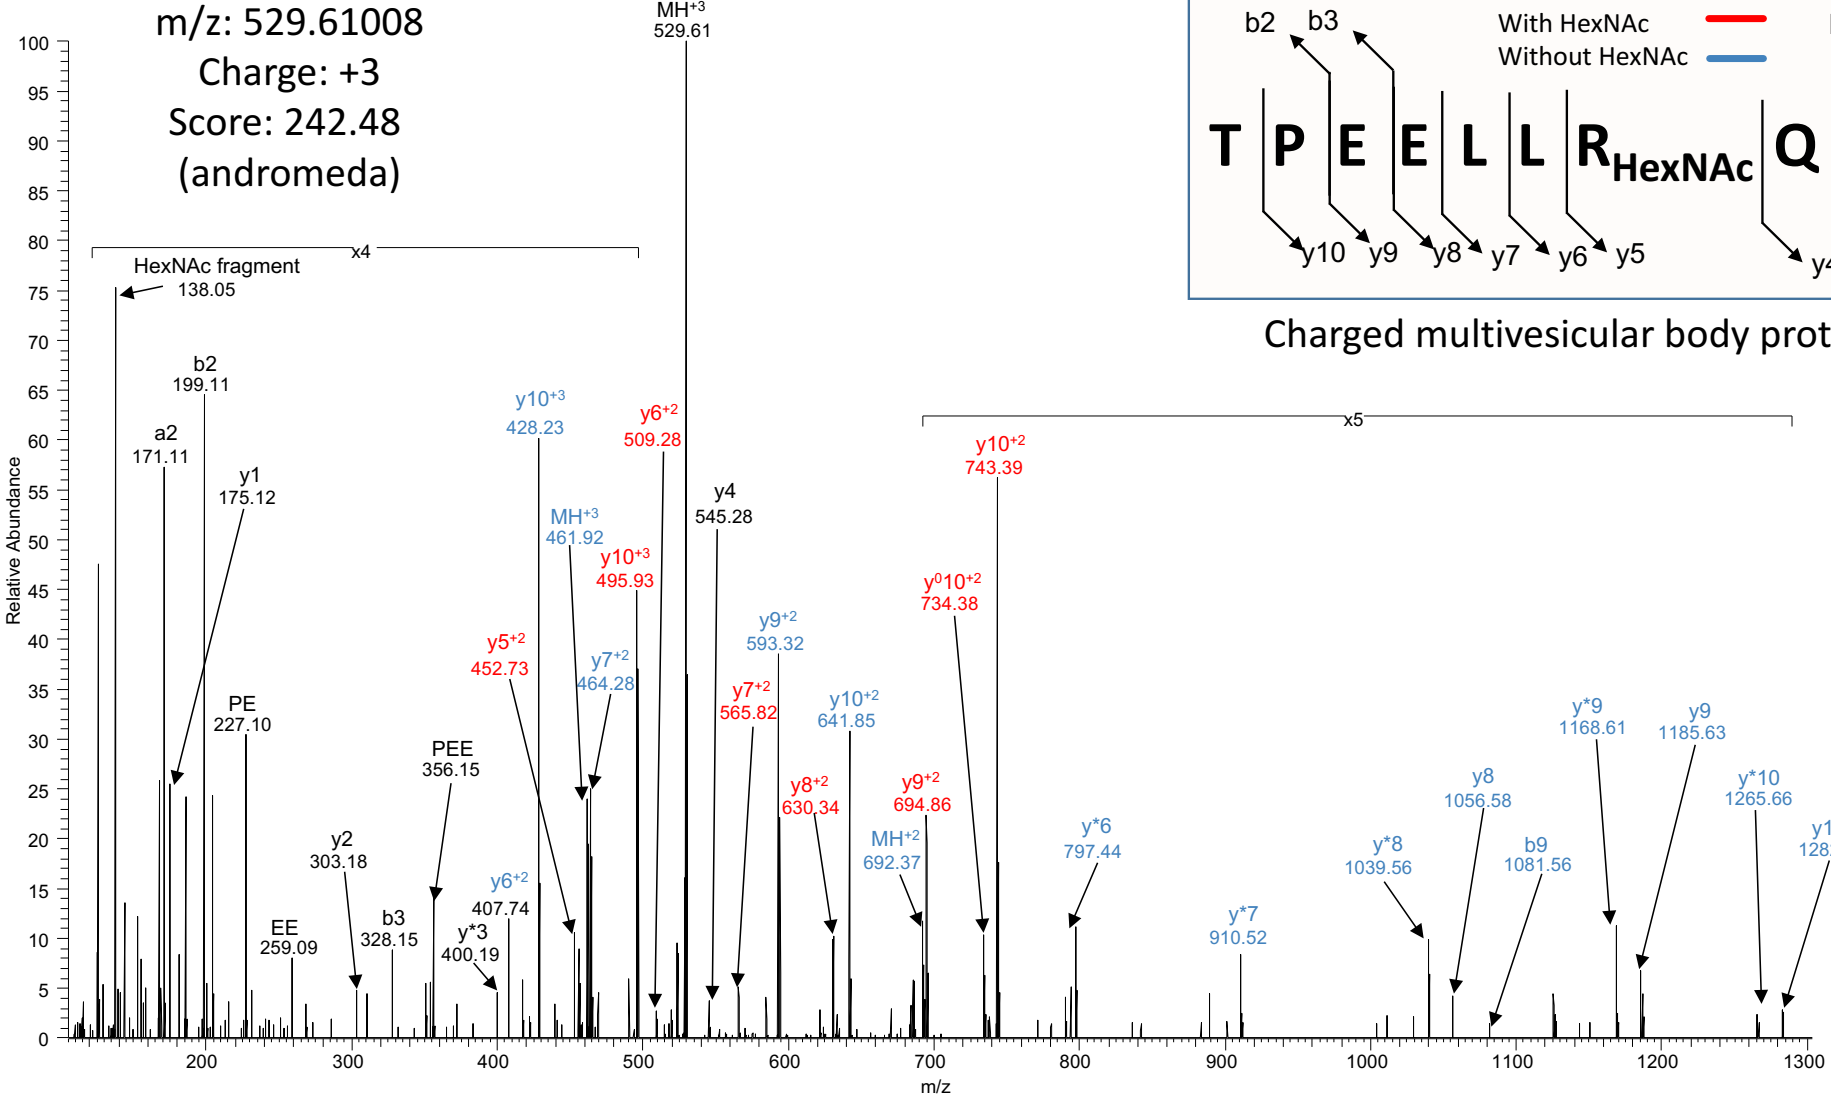 m/z: 529.61008
Charge: +3
Score: 242.48
(andromeda)
MH+3
529.61
b2 b3
With HexNAc
Without HexNAc
T P E E L L R HexNAc Q
y10 y9 y8 y7 y6 y5 y4
Charged multivesicular body prot
x4
x5
HexNAc fragment
138.05
b2
199.11
a2
171.11
y1
175.12
PE
227.10
EE
259.09
y2
303.18
b3
328.15
PEE
356.15
y*3
400.19
y6+2
407.74
y10+3
428.23
y5+2
452.73
MH+3
461.92
y7+2
464.28
y10+3
495.93
y6+2
509.28
y4
545.28
y7+2
565.82
y9+2
593.32
y8+2
630.34
y10+2
641.85
MH+2
692.37
y9+2
694.86
y010+2
734.38
y10+2
743.39
y*6
797.44
y*7
910.52
y*8
1039.56
y8
1056.58
b9
1081.56
y*9
1168.61
y9
1185.63
y*10
1265.66
y1
128
Relative Abundance
100
95
90
85
80
75
70
65
60
55
50
45
40
35
30
25
20
15
10
5
0
200 300 400 500 600 700 800 900 1000 1100 1200 1300
m/z